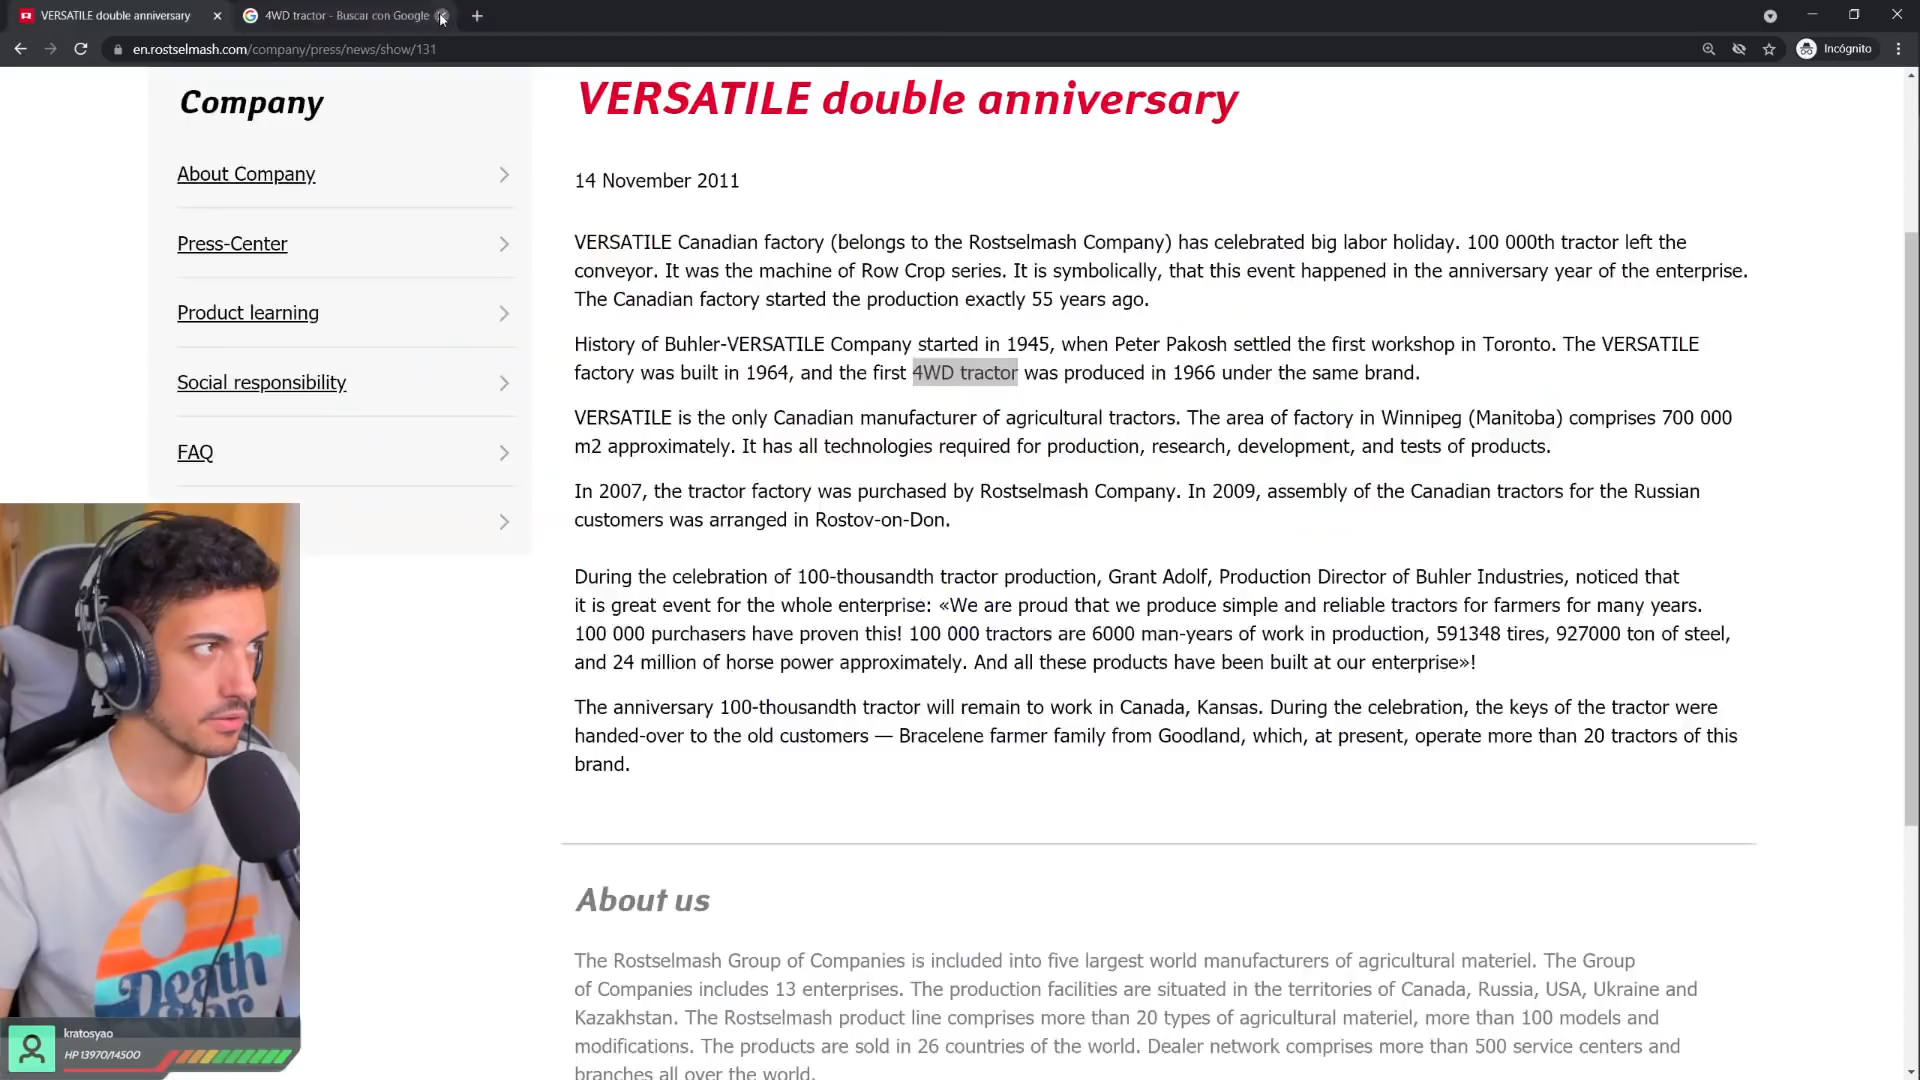 VERSATILE double anniversary
4WD tractor - Buscar con Google
en.rostselmash.com/company/press/news/show/131
Incógnito
Company
About Company
Press-Center
Product learning
Social responsibility
FAQ
VERSATILE double anniversary
14 November 2011
VERSATILE Canadian factory (belongs to the Rostselmash Company) has celebrated big labor holiday. 100 000th tractor left the
conveyor. It was the machine of Row Crop series. It is symbolically, that this event happened in the anniversary year of the enterprise.
The Canadian factory started the production exactly 55 years ago.
History of Buhler-VERSATILE Company started in 1945, when Peter Pakosh settled the first workshop in Toronto. The VERSATILE
factory was built in 1964, and the first 4WD tractor was produced in 1966 under the same brand.
VERSATILE is the only Canadian manufacturer of agricultural tractors. The area of factory in Winnipeg (Manitoba) comprises 700 000
m2 approximately. It has all technologies required for production, research, development, and tests of products.
In 2007, the tractor factory was purchased by Rostselmash Company. In 2009, assembly of the Canadian tractors for the Russian
customers was arranged in Rostov-on-Don.
During the celebration of 100-thousandth tractor production, Grant Adolf, Production Director of Buhler Industries, noticed that
it is great event for the whole enterprise: «We are proud that we produce simple and reliable tractors for farmers for many years.
100 000 purchasers have proven this! 100 000 tractors are 6000 man-years of work in production, 591348 tires, 927000 ton of steel,
and 24 million of horse power approximately. And all these products have been built at our enterprise»!
The anniversary 100-thousandth tractor will remain to work in Canada, Kansas. During the celebration, the keys of the tractor were
handed-over to the old customers — Bracelene farmer family from Goodland, which, at present, operate more than 20 tractors of this
brand.
About us
The Rostselmash Group of Companies is included into five largest world manufacturers of agricultural materiel. The Group
of Companies includes 13 enterprises. The production facilities are situated in the territories of Canada, Russia, USA, Ukraine and
Kazakhstan. The Rostselmash product line comprises more than 20 types of agricultural materiel, more than 100 models and
modifications. The products are sold in 26 countries of the world. Dealer network comprises more than 500 service centers and
branches all over the world.
Death
star
kratosyao
HP 13970/14500